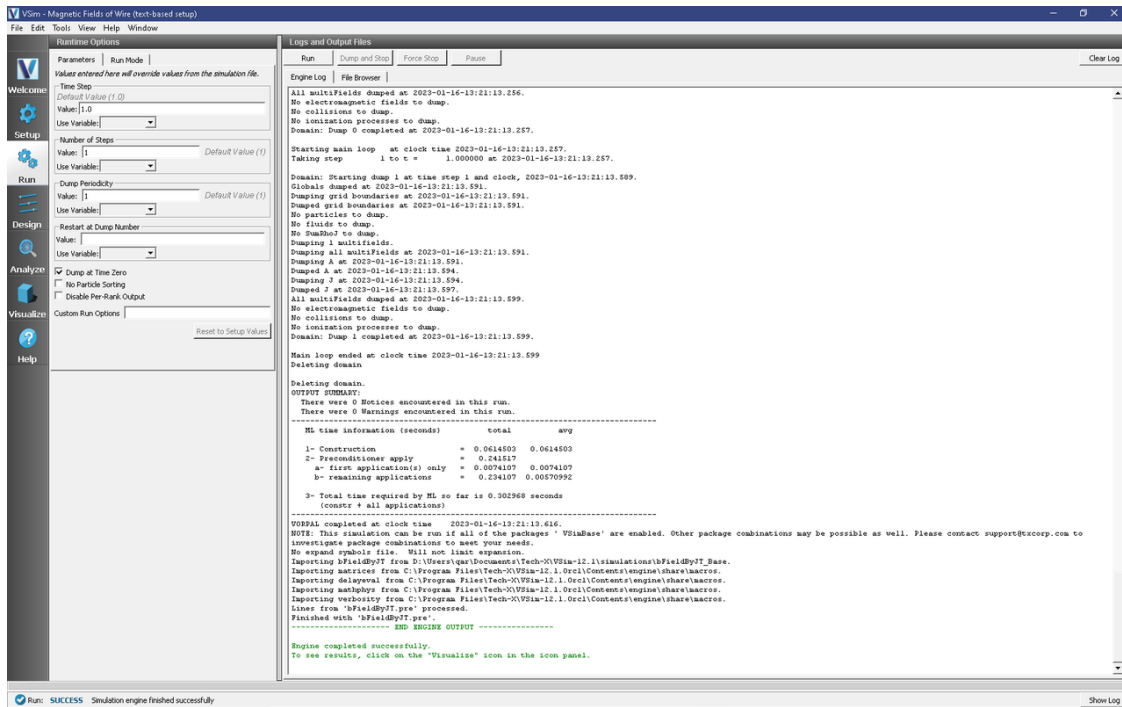 VSim - Magnetic Fields of Wire (text-based setup)
File Edit Tools View Help Window
Welcome
Setup
Run
Design
Analyze
Visualize
Help
Runtime Options
Parameters Run Mode
Values entered here will override values from the simulation file.
Time Step
Default Value (1.0)
Value: 1.0
Use Variable:
Number of Steps
Value: 1 Default Value (1)
Use Variable:
Dump Periodicity
Value: 1 Default Value (1)
Use Variable:
Restart at Dump Number
Value:
Use Variable:
Dump at Time Zero
No Particle Sorting
Disable Per-Rank Output
Custom Run Options
Reset to Setup Values
Logs and Output Files
Run Dump and Stop Force Stop Pause Clear Log
Engine Log File Browser
All multiFields dumped at 2023-01-16-13:21:13.256.
No electromagnetic fields to dump.
No collisions to dump.
No ionization processes to dump.
Domain: Dump 0 completed at 2023-01-16-13:21:13.257.
Starting main loop at clock time 2023-01-16-13:21:13.257.
Taking step 1 to t = 1.000000 at 2023-01-16-13:21:13.257.
Domain: Starting dump 1 at time step 1 and clock, 2023-01-16-13:21:13.589.
Globals dumped at 2023-01-16-13:21:13.591.
Dumping grid boundaries at 2023-01-16-13:21:13.591.
Dumped grid boundaries at 2023-01-16-13:21:13.591.
No particles to dump.
No fluids to dump.
No SumRhoJ to dump.
Dumping 1 multifields.
Dumping all multiFields at 2023-01-16-13:21:13.591.
Dumping A at 2023-01-16-13:21:13.591.
Dumped A at 2023-01-16-13:21:13.594.
Dumping J at 2023-01-16-13:21:13.594.
Dumped J at 2023-01-16-13:21:13.597.
All multiFields dumped at 2023-01-16-13:21:13.599.
No electromagnetic fields to dump.
No collisions to dump.
No ionization processes to dump.
Domain: Dump 1 completed at 2023-01-16-13:21:13.599.
Main loop ended at clock time 2023-01-16-13:21:13.599
Deleting domain
Deleting domain.
OUTPUT SUMMARY:
There were 0 Notices encountered in this run.
There were 0 Warnings encountered in this run.
--------------------------------------------------------------------------------
ML time information (seconds) total avg
1- Construction = 0.0614503 0.0614503
2- Preconditioner apply = 0.241517
a- first application(s) only = 0.0074107 0.0074107
b- remaining applications = 0.234107 0.00570992
3- Total time required by ML so far is 0.302968 seconds
(constr + all applications)
--------------------------------------------------------------------------------
VORPAL completed at clock time 2023-01-16-13:21:13.616.
NOTE: This simulation can be run if all of the packages ' VSimBase' are enabled. Other package combinations may be possible as well. Please contact support@txcorp.com to
investigate package combinations to meet your needs.
No expand symbols file. Will not limit expansion.
Importing bFieldByJT from D:\Users\qar\Documents\Tech-X\VSim-12.1\simulations\bFieldByJT_Base.
Importing matrices from C:\Program Files\Tech-X\VSim-12.1.0rc1\Contents\engine\share\macros.
Importing delayeval from C:\Program Files\Tech-X\VSim-12.1.0rc1\Contents\engine\share\macros.
Importing mathphys from C:\Program Files\Tech-X\VSim-12.1.0rc1\Contents\engine\share\macros.
Importing verbosity from C:\Program Files\Tech-X\VSim-12.1.0rc1\Contents\engine\share\macros.
Lines from 'bFieldByJT.pre' processed.
Finished with 'bFieldByJT.pre'.
--------------------- END ENGINE OUTPUT ----------------
Engine completed successfully.
To see results, click on the "Visualize" icon in the icon panel.
Run: SUCCESS Simulation engine finished successfully Show Log